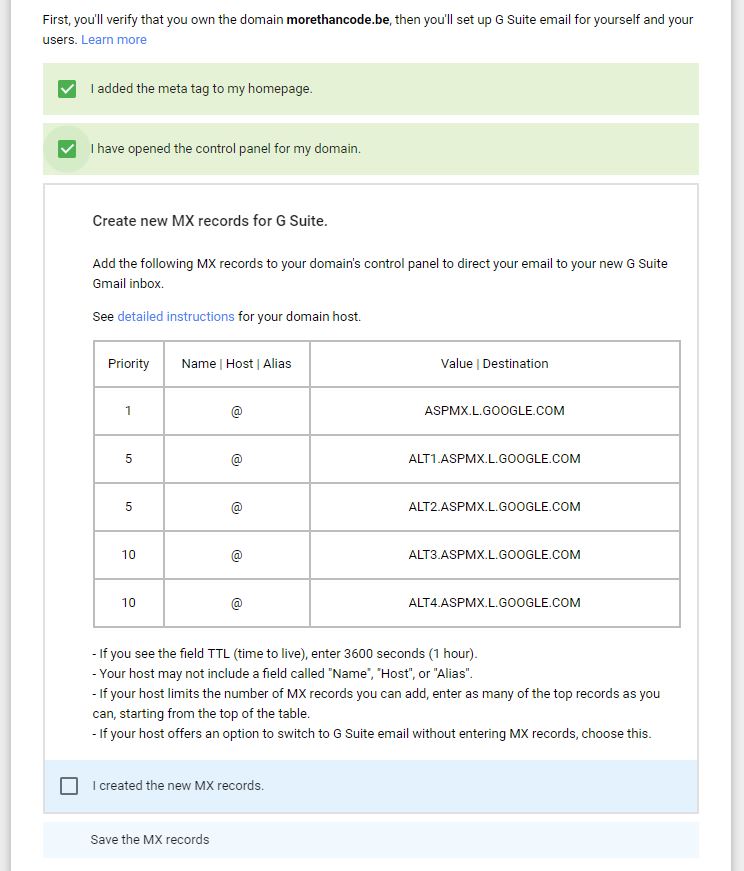 First, you'll verify that you own the domain morethancode.be, then you'll set up G Suite email for yourself and your
users. Learn more
I added the meta tag to my homepage.
I have opened the control panel for my domain.
Create new MX records for G Suite.
Add the following MX records to your domain's control panel to direct your email to your new G Suite
Gmail inbox.
See detailed instructions for your domain host.
Priority Name | Host | Alias Value | Destination
1 @ ASPMX.L.GOOGLE.COM
5 @ ALT1.ASPMX.L.GOOGLE.COM
5 @ ALT2.ASPMX.L.GOOGLE.COM
10 @ ALT3.ASPMX.L.GOOGLE.COM
10 @ ALT4.ASPMX.L.GOOGLE.COM
- If you see the field TTL (time to live), enter 3600 seconds (1 hour).
- Your host may not include a field called "Name", "Host", or "Alias".
- If your host limits the number of MX records you can add, enter as many of the top records as you
can, starting from the top of the table.
- If your host offers an option to switch to G Suite email without entering MX records, choose this.
I created the new MX records.
Save the MX records